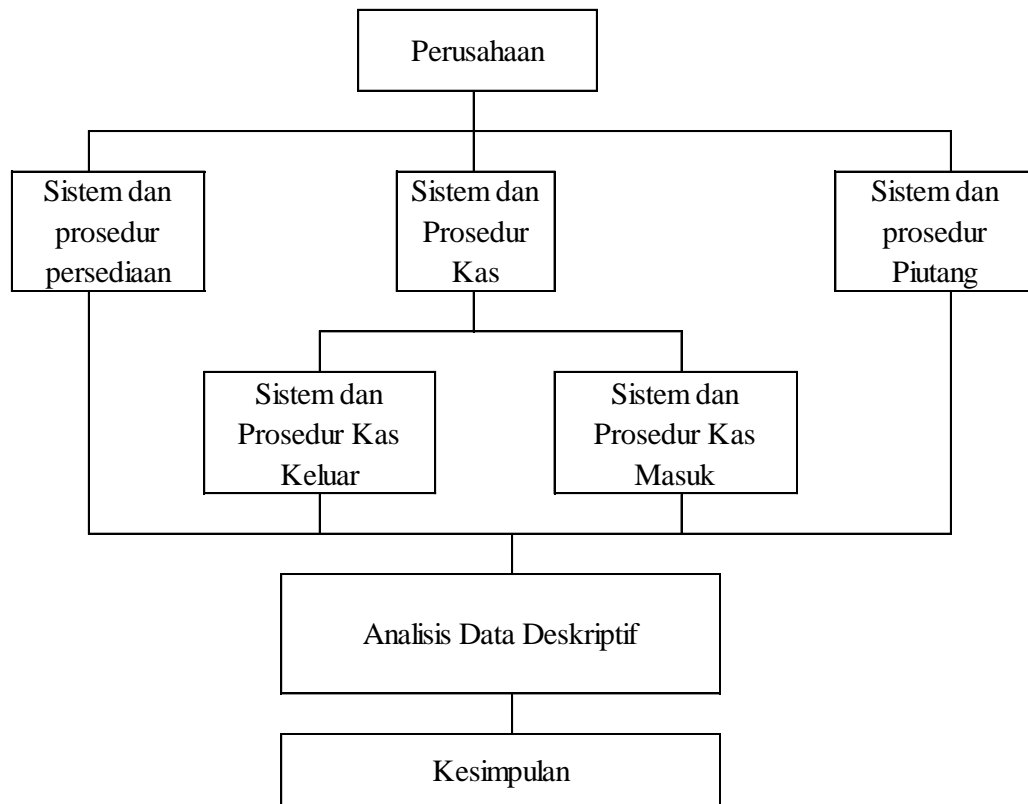 Perusahaan
Sistem dan
prosedur
persediaan
Sistem dan
Prosedur
Kas
Sistem dan
prosedur
Piutang
Sistem dan
Prosedur Kas
Keluar
Sistem dan
Prosedur Kas
Masuk
Analisis Data Deskriptif
Kesimpulan